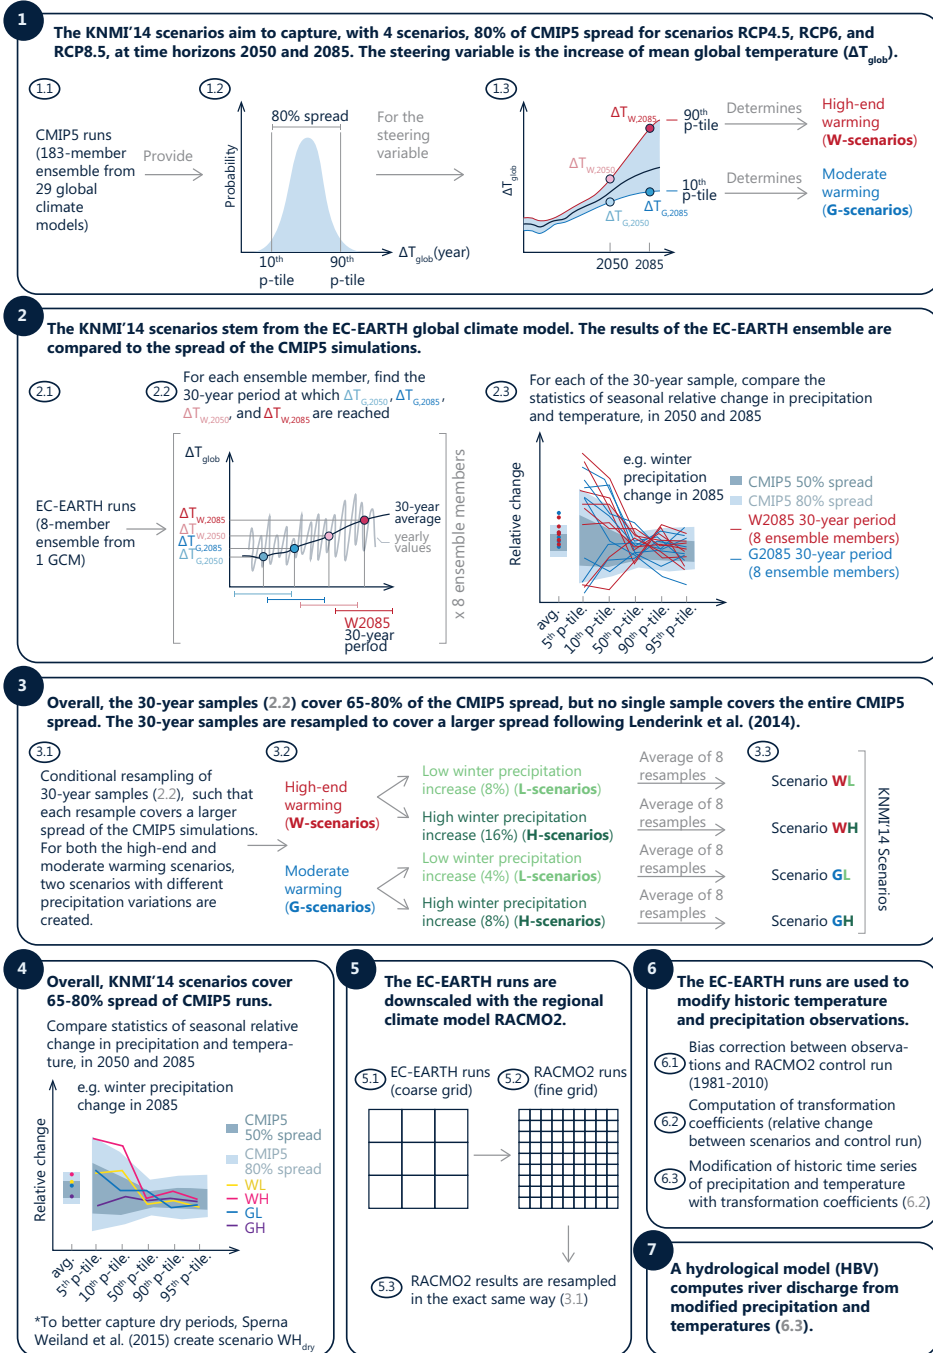 1
The KNMI’14 scenarios aim to capture, with 4 scenarios, 80% of CMIP5 spread for scenarios RCP4.5, RCP6, and
RCP8.5, at time horizons 2050 and 2085. The steering variable is the increase of mean global temperature (ΔTglob).
1.1
CMIP5 runs
(183-member
ensemble from
29 global
climate
models)
Provide
1.2
80% spread
Probability
10th
p-tile
90th
p-tile
ΔTglob(year)
For the
steering
variable
1.3
ΔTglob
ΔTW,2085
ΔTW,2050
ΔTG,2050
ΔTG,2085
2050
2085
90th
p-tile
10th
p-tile
Determines
High-end
warming
(W-scenarios)
Determines
Moderate
warming
(G-scenarios)
2
The KNMI’14 scenarios stem from the EC-EARTH global climate model. The results of the EC-EARTH ensemble are
compared to the spread of the CMIP5 simulations.
2.1
EC-EARTH runs
(8-member
ensemble from
1 GCM)
2.2
For each ensemble member, find the
30-year period at which ΔTG,2050, ΔTG,2085,
ΔTW,2050, and ΔTW,2085 are reached
ΔTglob
ΔTW,2085
ΔTW,2050
ΔTG,2085
ΔTG,2050
30-year
average
yearly
values
W2085
30-year
period
x 8 ensemble members
2.3
For each of the 30-year sample, compare the
statistics of seasonal relative change in precipitation
and temperature, in 2050 and 2085
Relative change
e.g. winter
precipitation
change in 2085
CMIP5 50% spread
CMIP5 80% spread
W2085 30-year period
(8 ensemble members)
G2085 30-year period
(8 ensemble members)
avg.
5th p-tile.
10th p-tile.
50th p-tile.
90th p-tile.
95th p-tile.
3
Overall, the 30-year samples (2.2) cover 65-80% of the CMIP5 spread, but no single sample covers the entire CMIP5
spread. The 30-year samples are resampled to cover a larger spread following Lenderink et al. (2014).
3.1
Conditional resampling of
30-year samples (2.2), such that
each resample covers a larger
spread of the CMIP5 simulations.
For both the high-end and
moderate warming scenarios,
two scenarios with different
precipitation variations are
created.
3.2
High-end
warming
(W-scenarios)
Moderate
warming
(G-scenarios)
Low winter precipitation
increase (8%) (L-scenarios)
High winter precipitation
increase (16%) (H-scenarios)
Low winter precipitation
increase (4%) (L-scenarios)
High winter precipitation
increase (8%) (H-scenarios)
Average of 8
resamples
Average of 8
resamples
Average of 8
resamples
Average of 8
resamples
3.3
Scenario WL
Scenario WH
Scenario GL
Scenario GH
KNMI’14 Scenarios
4
Overall, KNMI’14 scenarios cover
65-80% spread of CMIP5 runs.
Compare statistics of seasonal relative
change in precipitation and tempera-
ture, in 2050 and 2085
e.g. winter precipitation
change in 2085
Relative change
CMIP5
50% spread
CMIP5
80% spread
WL
WH
GL
GH
avg.
5th p-tile.
10th p-tile.
50th p-tile.
90th p-tile.
95th p-tile.
*To better capture dry periods, Sperna
Weiland et al. (2015) create scenario WHdry
5
The EC-EARTH runs are
downscaled with the regional
climate model RACMO2.
5.1
EC-EARTH runs
(coarse grid)
5.2
RACMO2 runs
(fine grid)
5.3
RACMO2 results are resampled
in the exact same way (3.1)
6
The EC-EARTH runs are used to
modify historic temperature
and precipitation observations.
6.1
Bias correction between observa-
tions and RACMO2 control run
(1981-2010)
6.2
Computation of transformation
coefficients (relative change
between scenarios and control run)
6.3
Modification of historic time series
of precipitation and temperature
with transformation coefficients (6.2)
7
A hydrological model (HBV)
computes river discharge from
modified precipitation and
temperatures (6.3).